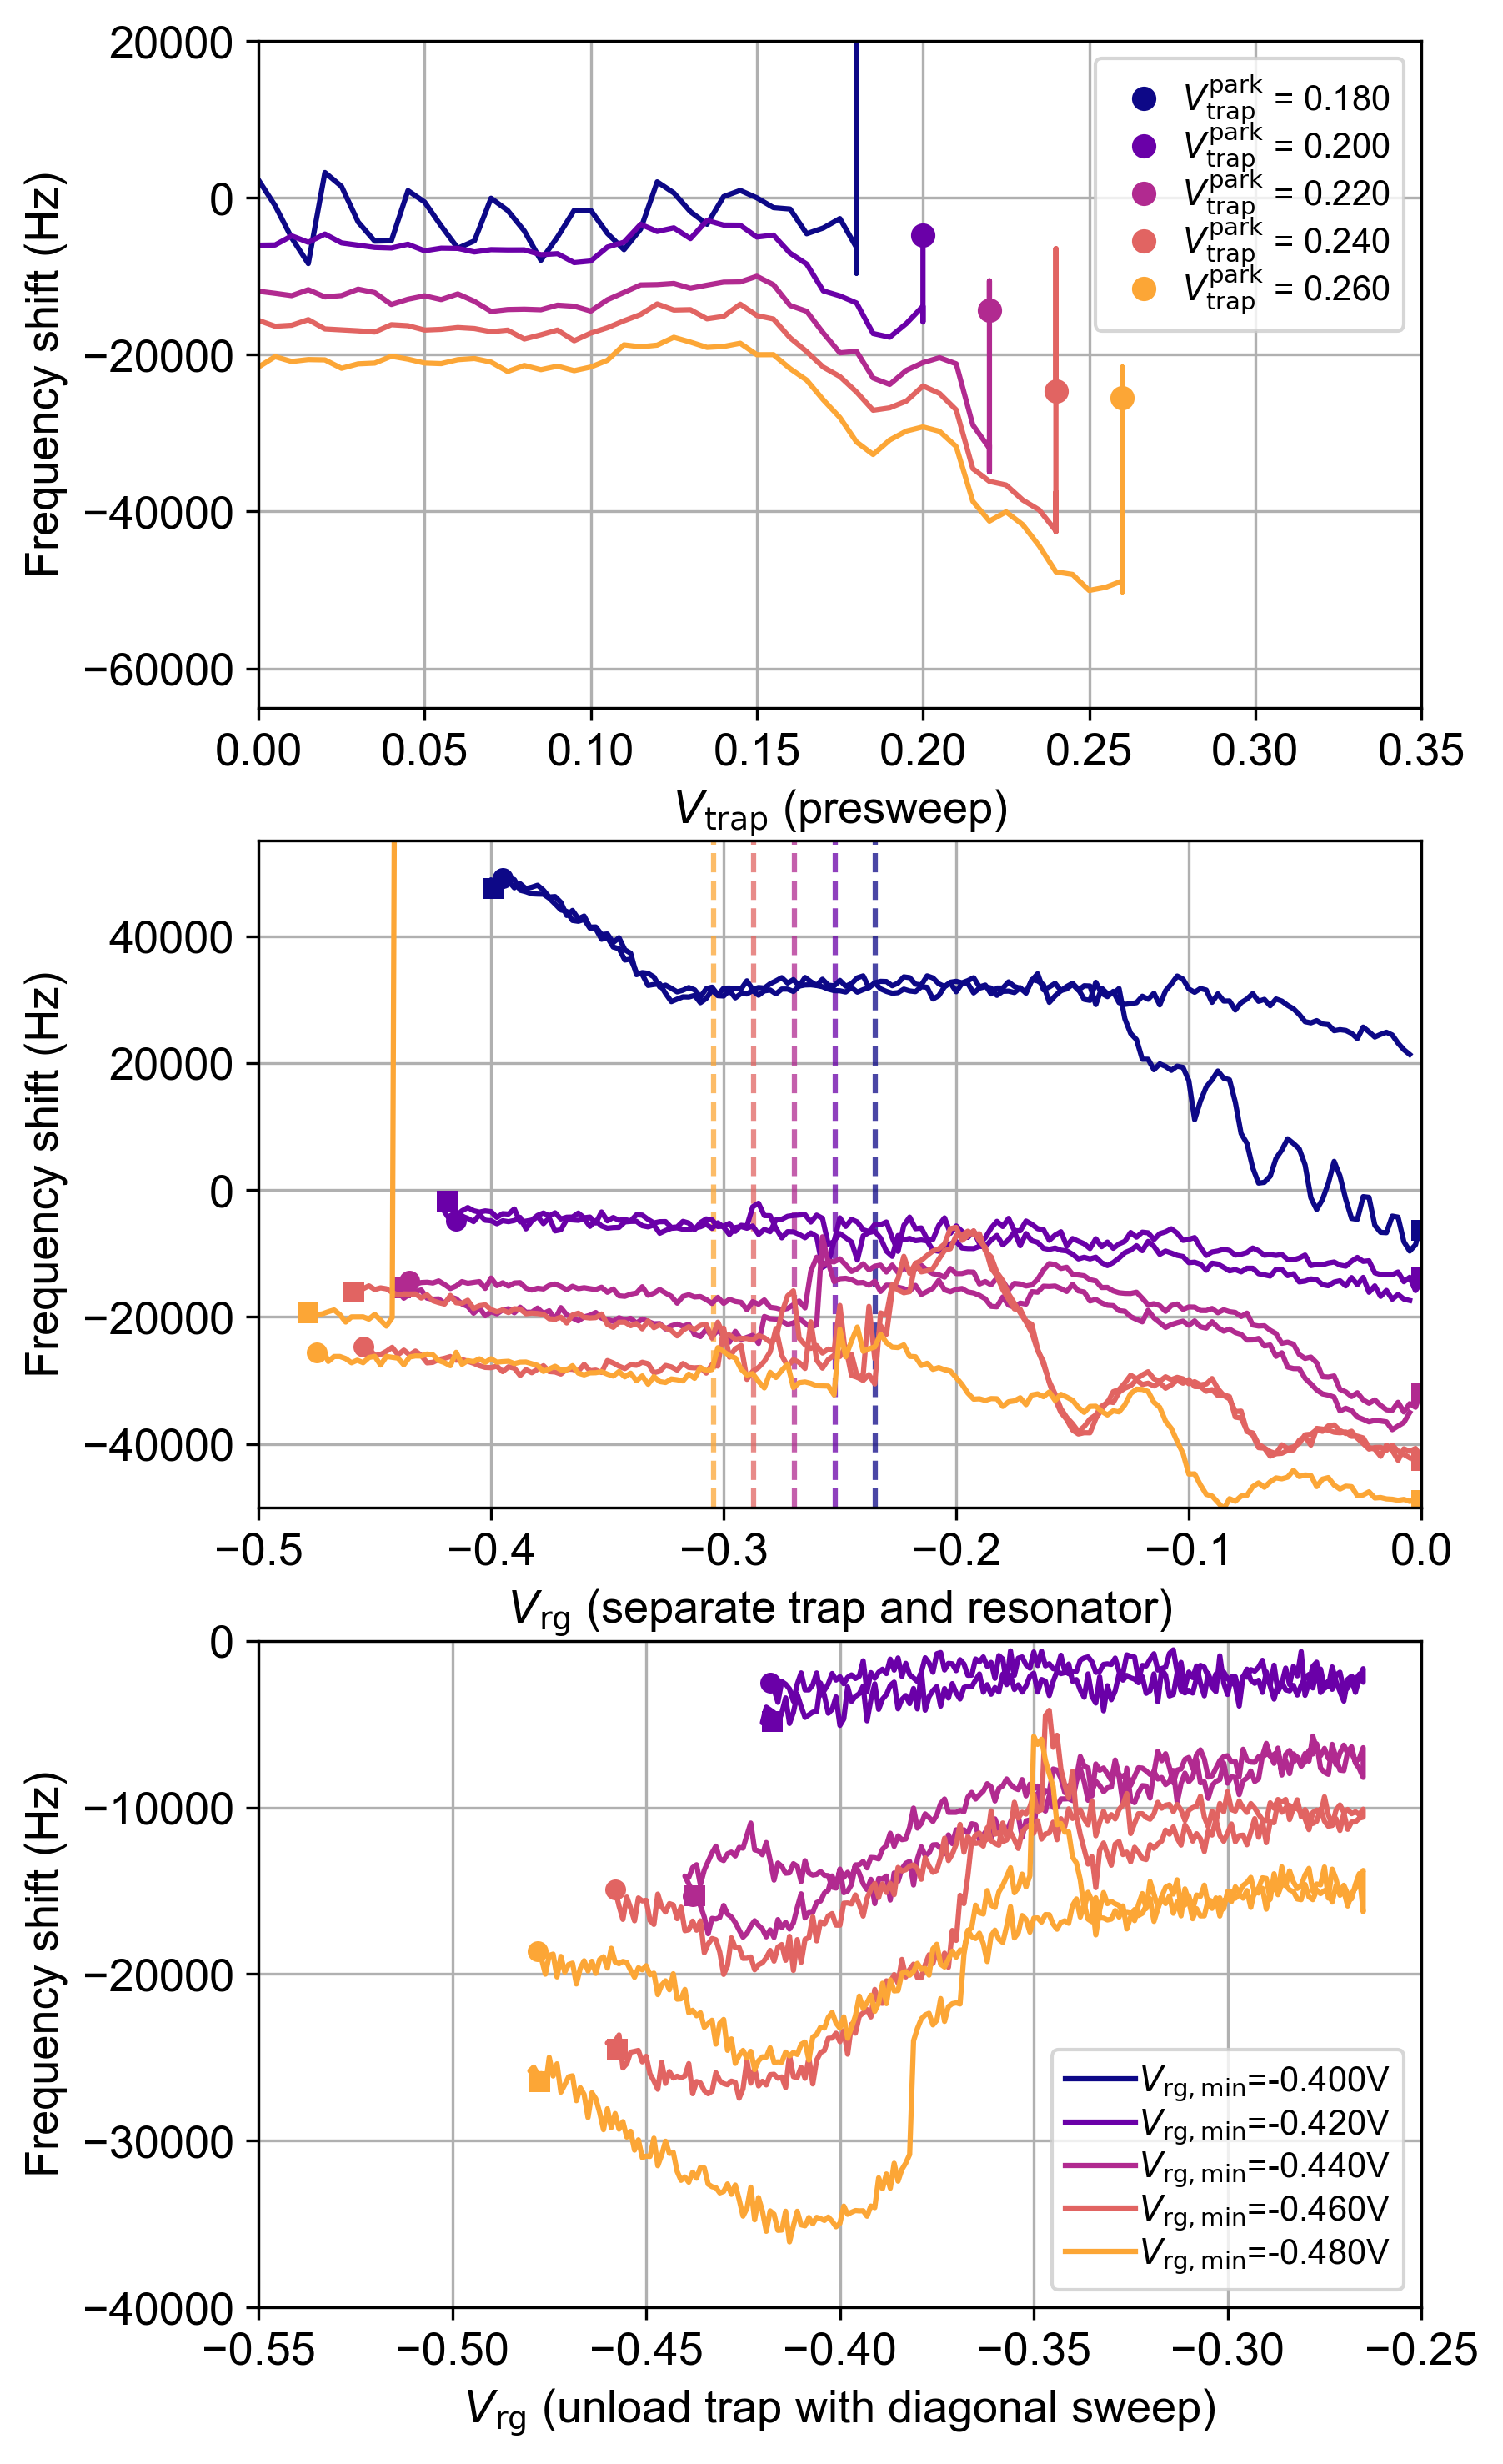 20000
0
−20000
−40000
−60000
Frequency shift (Hz)
V_trap^park = 0.180
V_trap^park = 0.200
V_trap^park = 0.220
V_trap^park = 0.240
V_trap^park = 0.260
0.00 0.05 0.10 0.15 0.20 0.25 0.30 0.35
V_trap (presweep)
40000
20000
0
−20000
−40000
Frequency shift (Hz)
−0.5 −0.4 −0.3 −0.2 −0.1 0.0
V_rg (separate trap and resonator)
0
−10000
−20000
−30000
−40000
Frequency shift (Hz)
V_rg, min=-0.400V
V_rg, min=-0.420V
V_rg, min=-0.440V
V_rg, min=-0.460V
V_rg, min=-0.480V
−0.55 −0.50 −0.45 −0.40 −0.35 −0.30 −0.25
V_rg (unload trap with diagonal sweep)